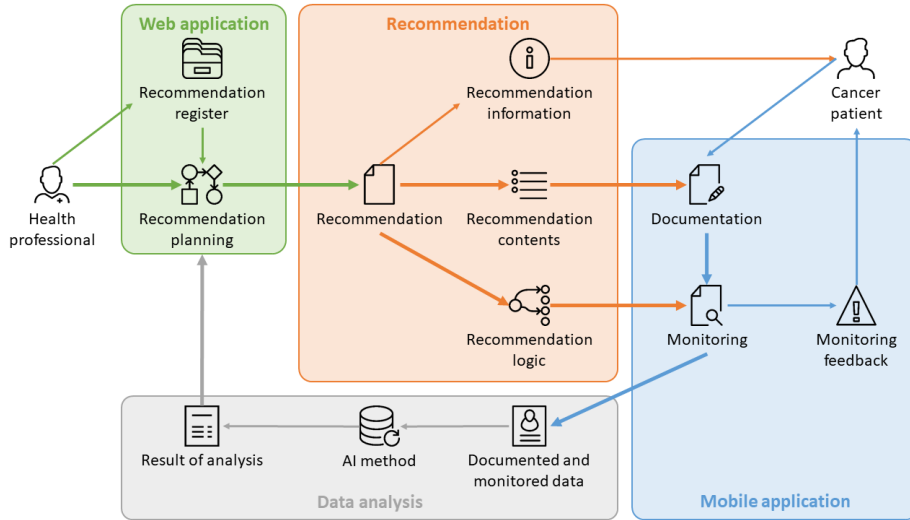 Web application
Recommendation
Recommendation
register
Recommendation
information
Cancer
patient
Health
professional
Recommendation
planning
Recommendation
Recommendation
contents
Documentation
Recommendation
logic
Monitoring
Monitoring
feedback
Result of analysis
AI method
Documented and
monitored data
Data analysis
Mobile application